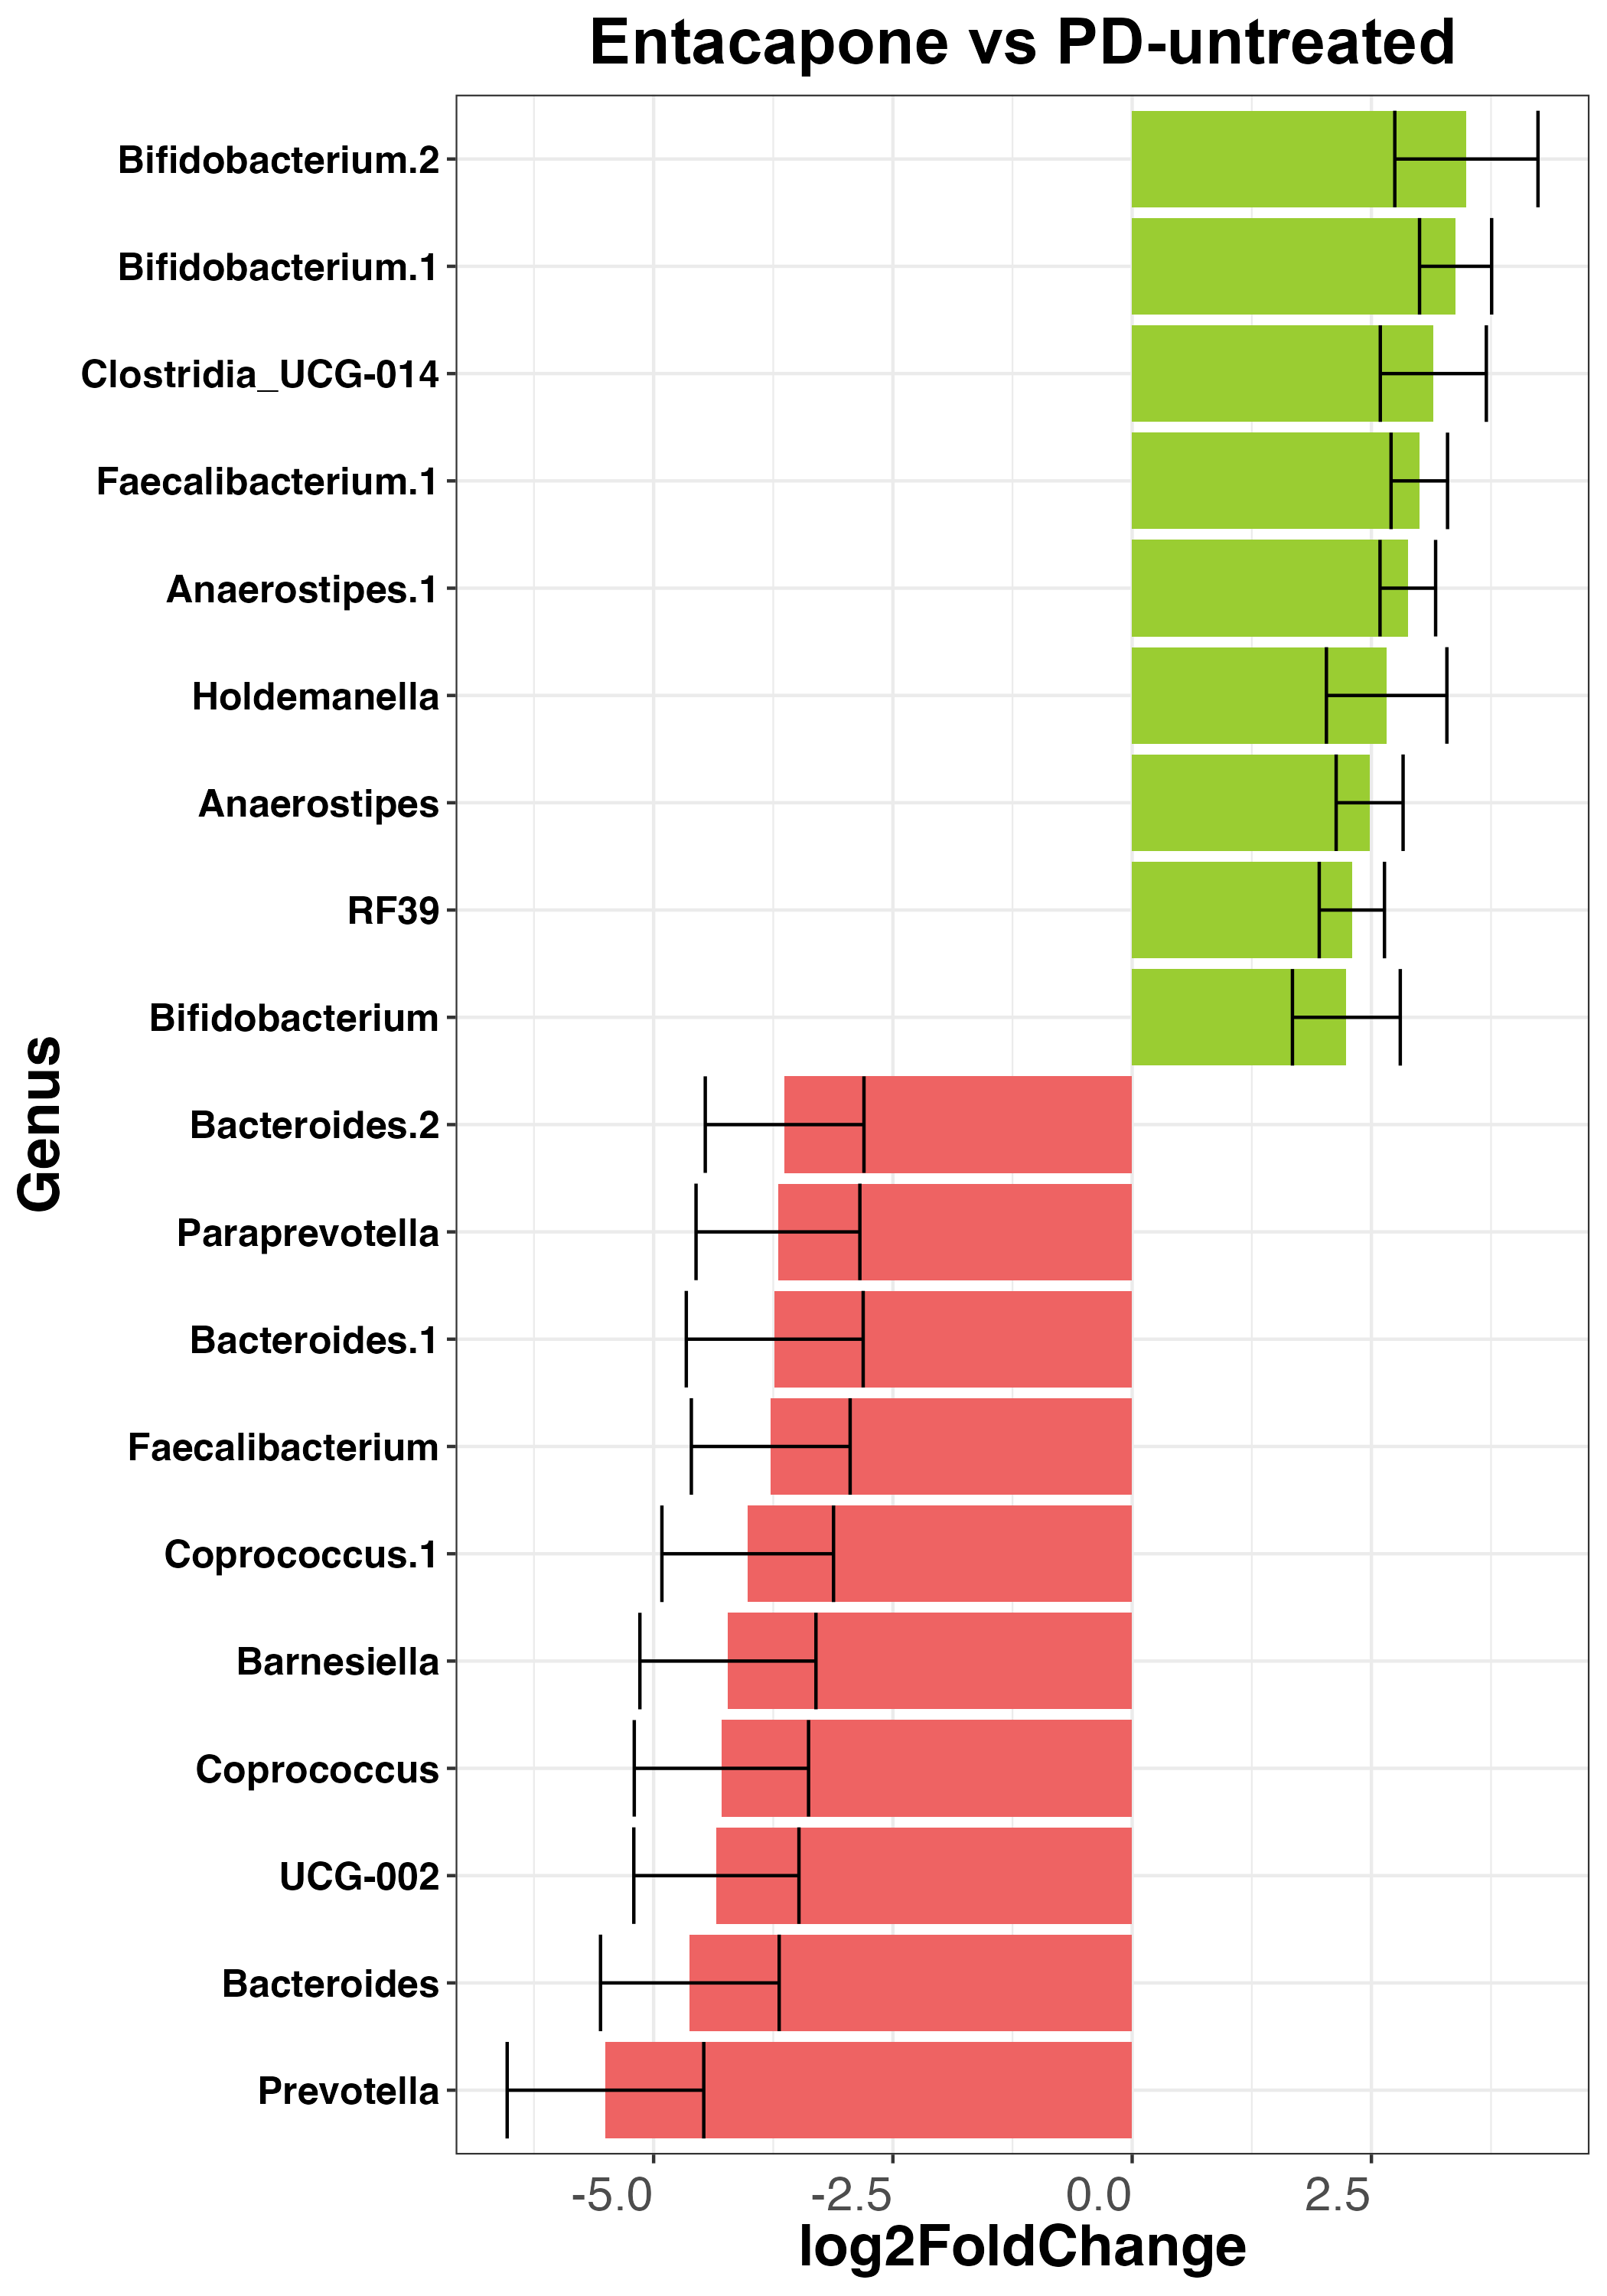 Entacapone vs PD-untreated
Genus
Bifidobacterium.2
Bifidobacterium.1
Clostridia_UCG-014
Faecalibacterium.1
Anaerostipes.1
Holdemanella
Anaerostipes
RF39
Bifidobacterium
Bacteroides.2
Paraprevotella
Bacteroides.1
Faecalibacterium
Coprococcus.1
Barnesiella
Coprococcus
UCG-002
Bacteroides
Prevotella
-5.0 -2.5 0.0 2.5
log2FoldChange